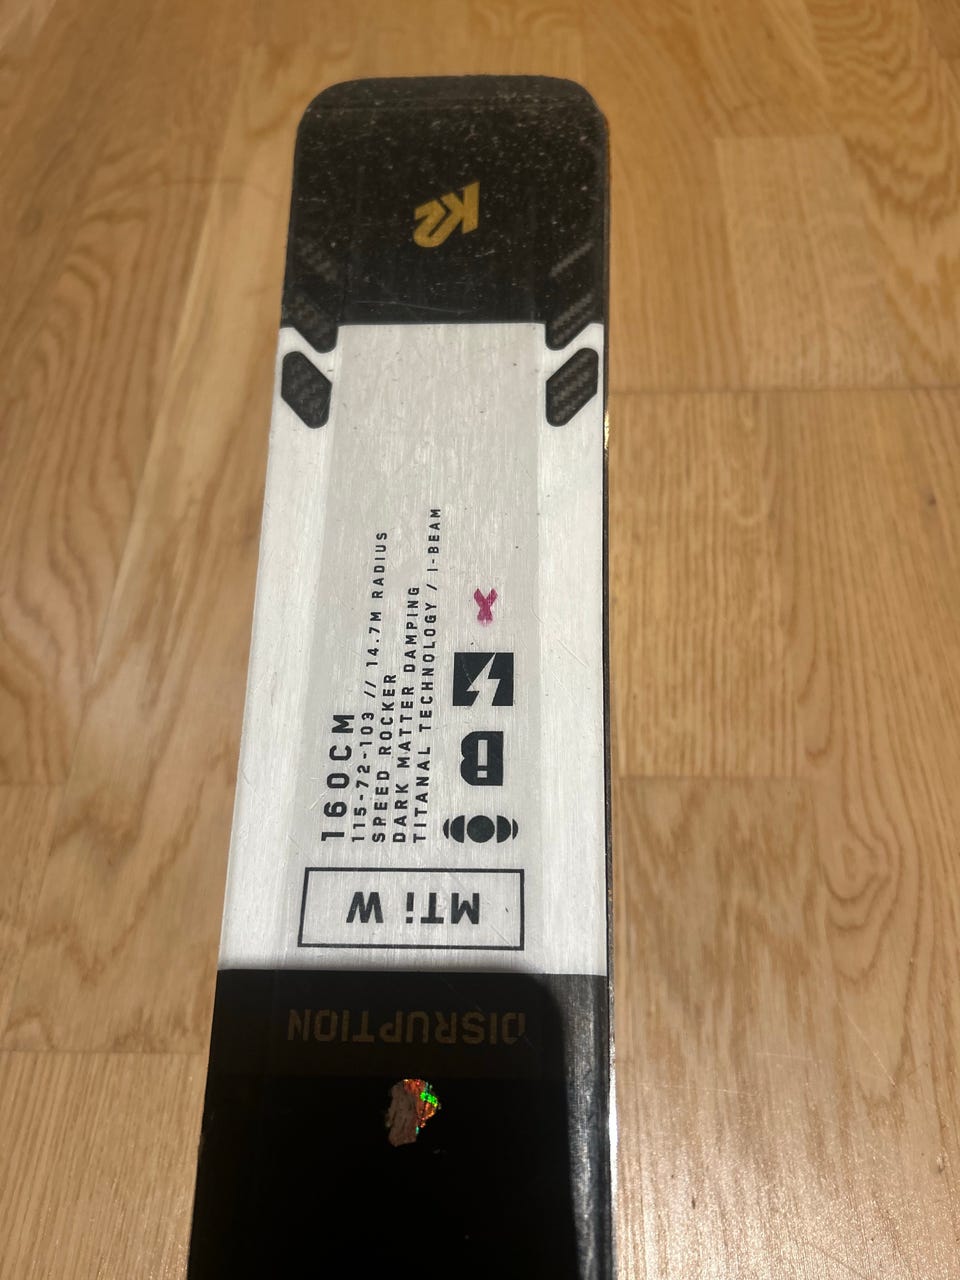 K2
160CM
115-72-103 // 14.7M RADIUS
SPEED ROCKER
DARK MATTER DAMPING
TITANAL TECHNOLOGY / I-BEAM
B
MTi W
DISRUPTION